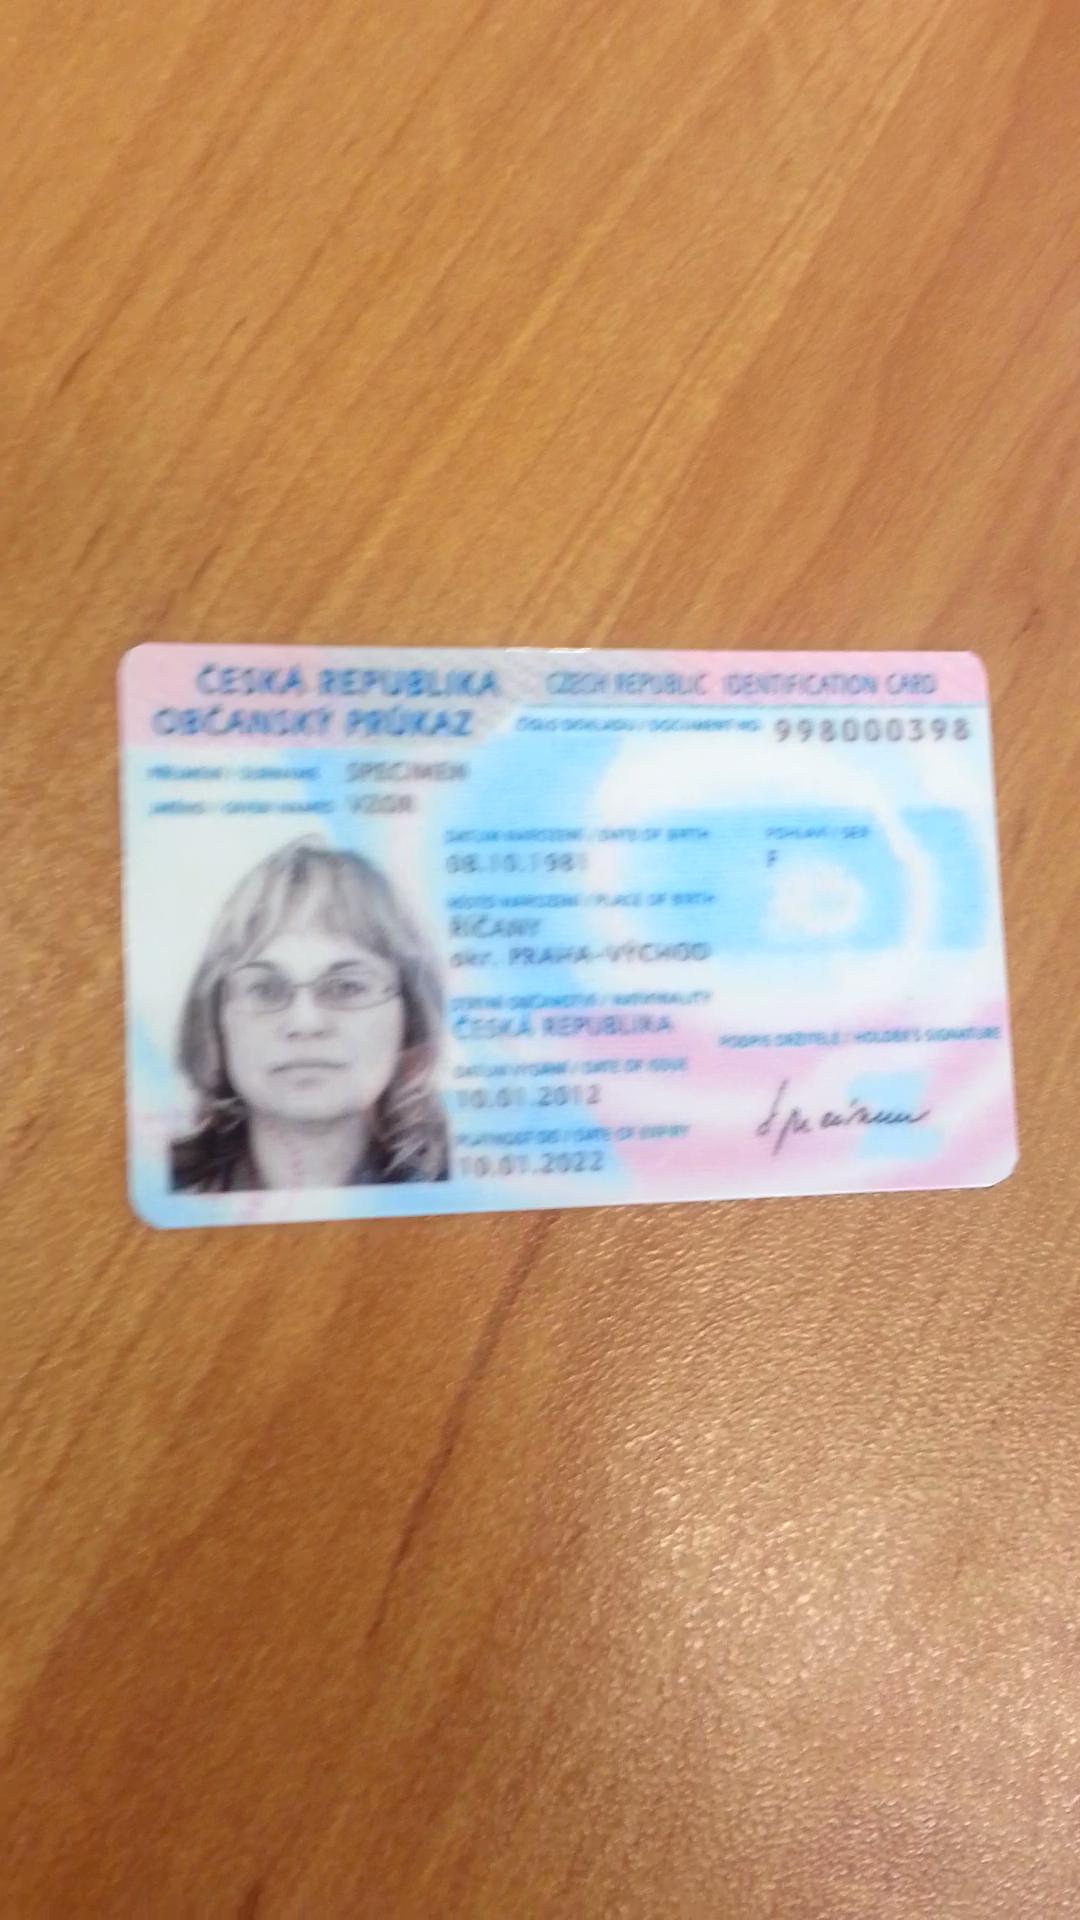 ČESKÁ REPUBLIKA CZECH REPUBLIC IDENTIFICATION CARD
OBČANSKÝ PRŮKAZ ČÍSLO DOKLADU / DOCUMENT NO. 998000398
PŘÍJMENÍ / SURNAME SPECIMEN
JMÉNO / GIVEN NAMES VZOR
DATUM NAROZENÍ / DATE OF BIRTH POHLAVÍ / SEX
08.10.1981 F
MÍSTO NAROZENÍ / PLACE OF BIRTH
ŘÍČANY
okr. PRAHA-VÝCHOD
STÁTNÍ OBČANSTVÍ / NATIONALITY
ČESKÁ REPUBLIKA
PODPIS DRŽITELE / HOLDER'S SIGNATURE
DATUM VYDÁNÍ / DATE OF ISSUE
10.01.2012
Specimen
PLATNOST DO / DATE OF EXPIRY
10.01.2022